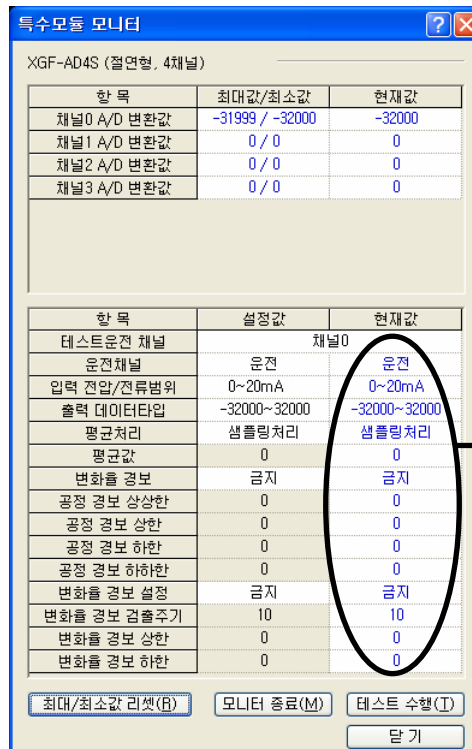 특수모듈 모니터
XGF-AD4S (절연형, 4채널)
항 목 최대값/최소값 현재값
채널0 A/D 변환값 -31999 / -32000 -32000
채널1 A/D 변환값 0 / 0 0
채널2 A/D 변환값 0 / 0 0
채널3 A/D 변환값 0 / 0 0
항 목 설정값 현재값
테스트운전 채널 채널0
운전채널 운전 운전
입력 전압/전류범위 0~20mA 0~20mA
출력 데이터타입 -32000~32000 -32000~32000
평균처리 샘플링처리 샘플링처리
평균값 0 0
변화율 경보 금지 금지
공정 경보 상상한 0 0
공정 경보 상한 0 0
공정 경보 하한 0 0
공정 경보 하하한 0 0
변화율 경보 설정 금지 금지
변화율 경보 검출주기 10 10
변화율 경보 상한 0 0
변화율 경보 하한 0 0
최대/최소값 리셋(R) 모니터 종료(M) 테스트 수행(T)
닫 기